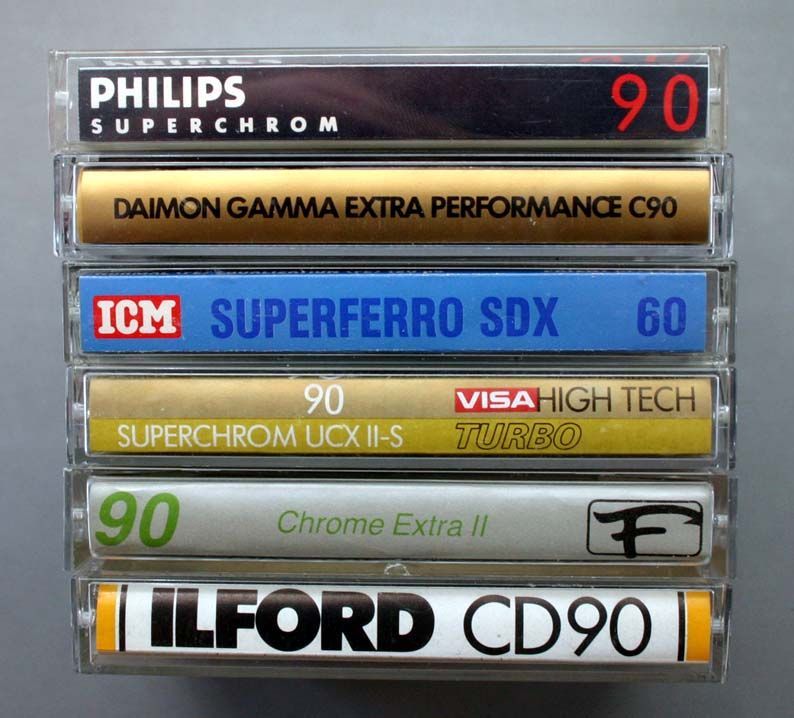 PHILIPS 90
SUPERCHROM
DAIMON GAMMA EXTRA PERFORMANCE C90
ICM SUPERFERRO SDX 60
90 VISA HIGH TECH
SUPERCHROM UCX II-S TURBO
90 Chrome Extra II F
ILFORD CD90